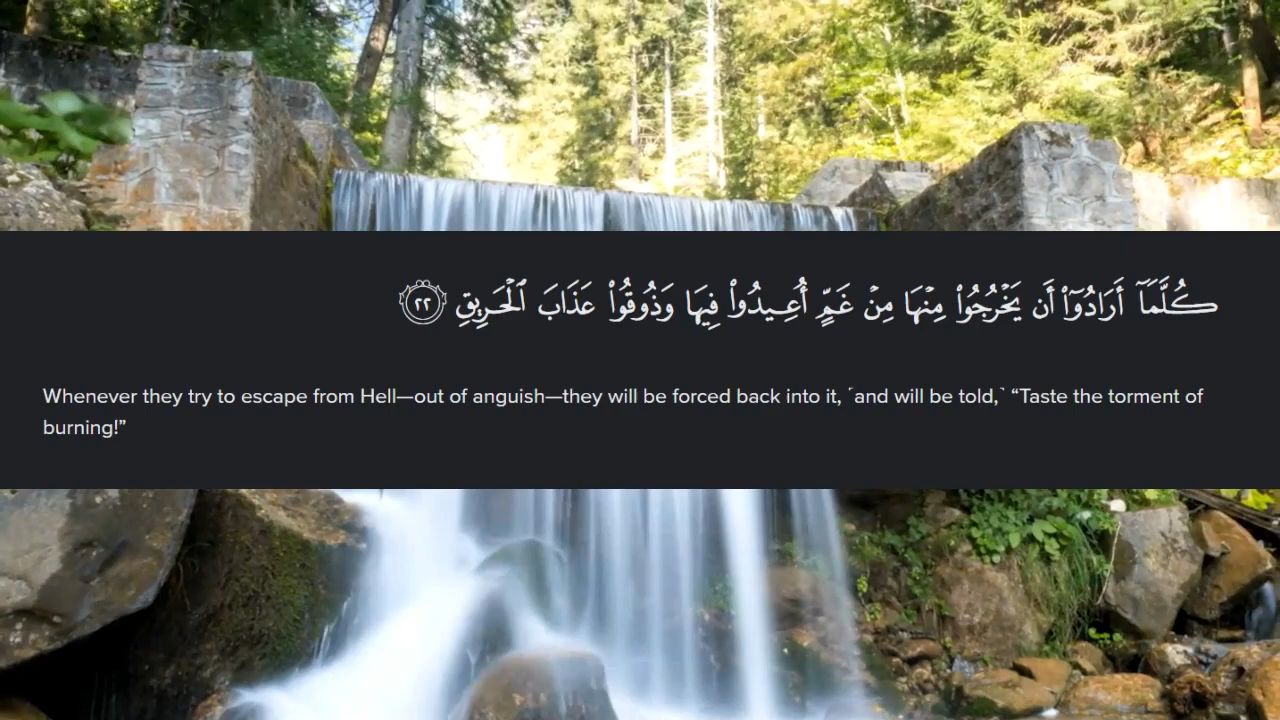 كُلَّمَآ أَرَادُوٓا۟ أَن يَخْرُجُوا۟ مِنْهَا مِنْ غَمٍّ أُعِيدُوا۟ فِيهَا وَذُوقُوا۟ عَذَابَ ٱلْحَرِيقِ ٢٢
Whenever they try to escape from Hell—out of anguish—they will be forced back into it, ˹and will be told,˺ “Taste the torment of
burning!”